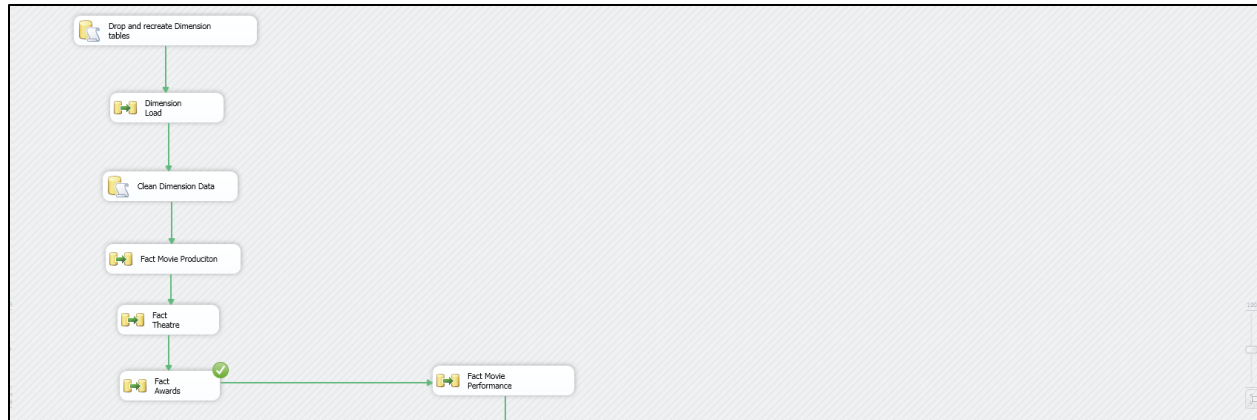 Drop and recreate Dimension
tables
Dimension
Load
Clean Dimension Data
Fact Movie Produciton
Fact
Theatre
Fact
Awards
Fact Movie
Performance